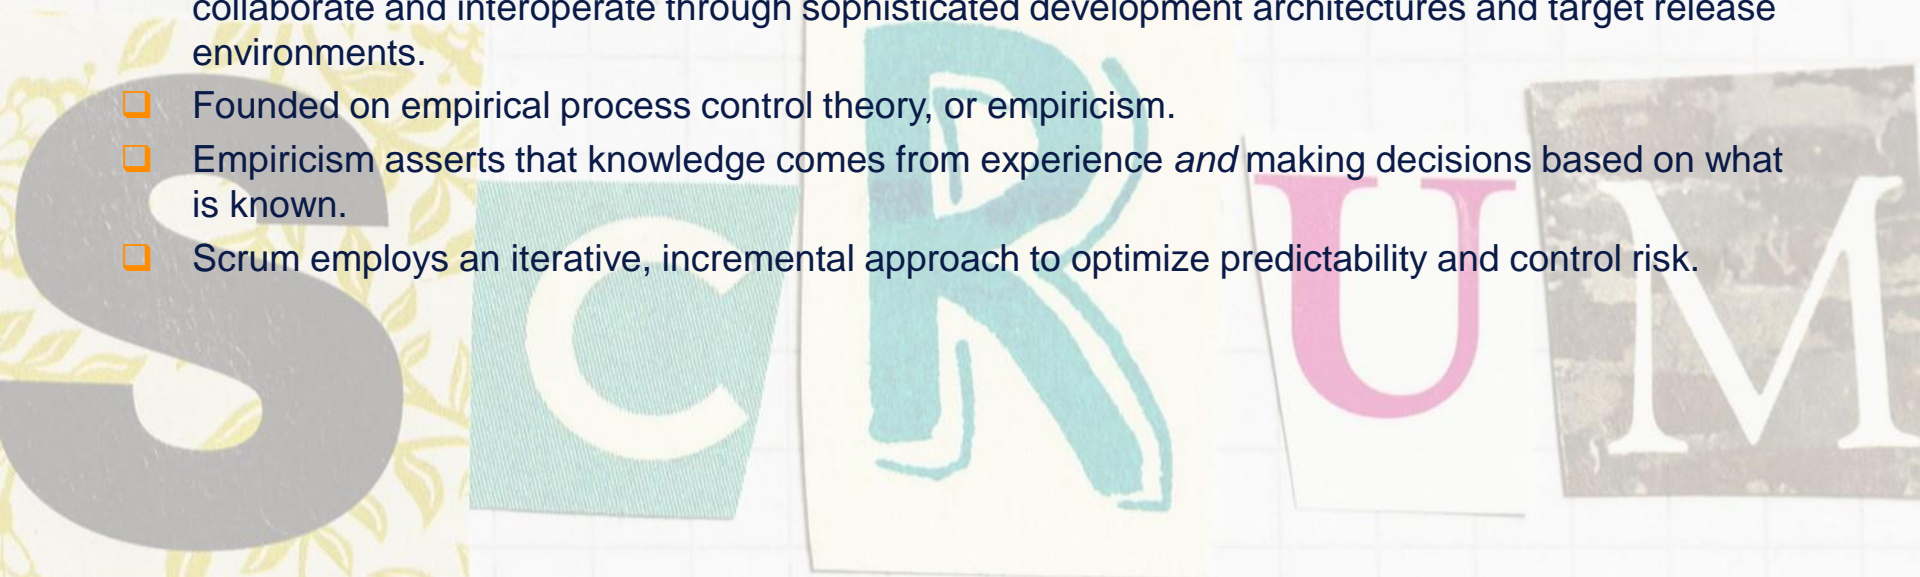 collaborate and interoperate through sophisticated development architectures and target release
environments.
Founded on empirical process control theory, or empiricism.
Empiricism asserts that knowledge comes from experience and making decisions based on what
is known.
Scrum employs an iterative, incremental approach to optimize predictability and control risk.
SCRUM